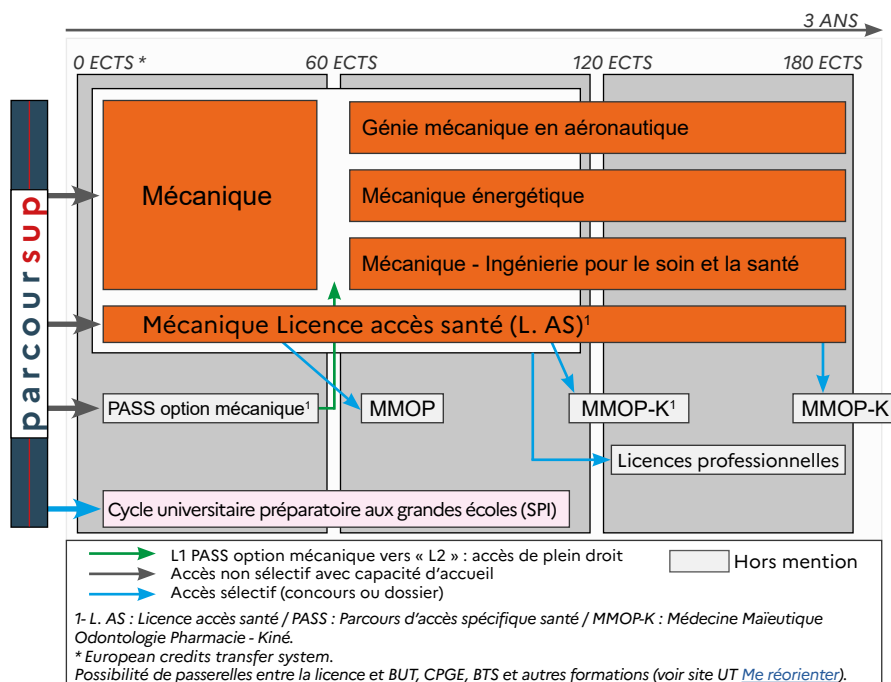 3 ANS
0 ECTS *
60 ECTS
120 ECTS
180 ECTS
parcoursup
Mécanique
Génie mécanique en aéronautique
Mécanique énergétique
Mécanique - Ingénierie pour le soin et la santé
Mécanique Licence accès santé (L. AS)¹
PASS option mécanique¹
MMOP
MMOP-K¹
MMOP-K
Licences professionnelles
Cycle universitaire préparatoire aux grandes écoles (SPI)
L1 PASS option mécanique vers « L2 » : accès de plein droit
Accès non sélectif avec capacité d'accueil
Accès sélectif (concours ou dossier)
Hors mention
1- L. AS : Licence accès santé / PASS : Parcours d'accès spécifique santé / MMOP-K : Médecine Maïeutique
Odontologie Pharmacie - Kiné.
* European credits transfer system.
Possibilité de passerelles entre la licence et BUT, CPGE, BTS et autres formations (voir site UT Me réorienter).